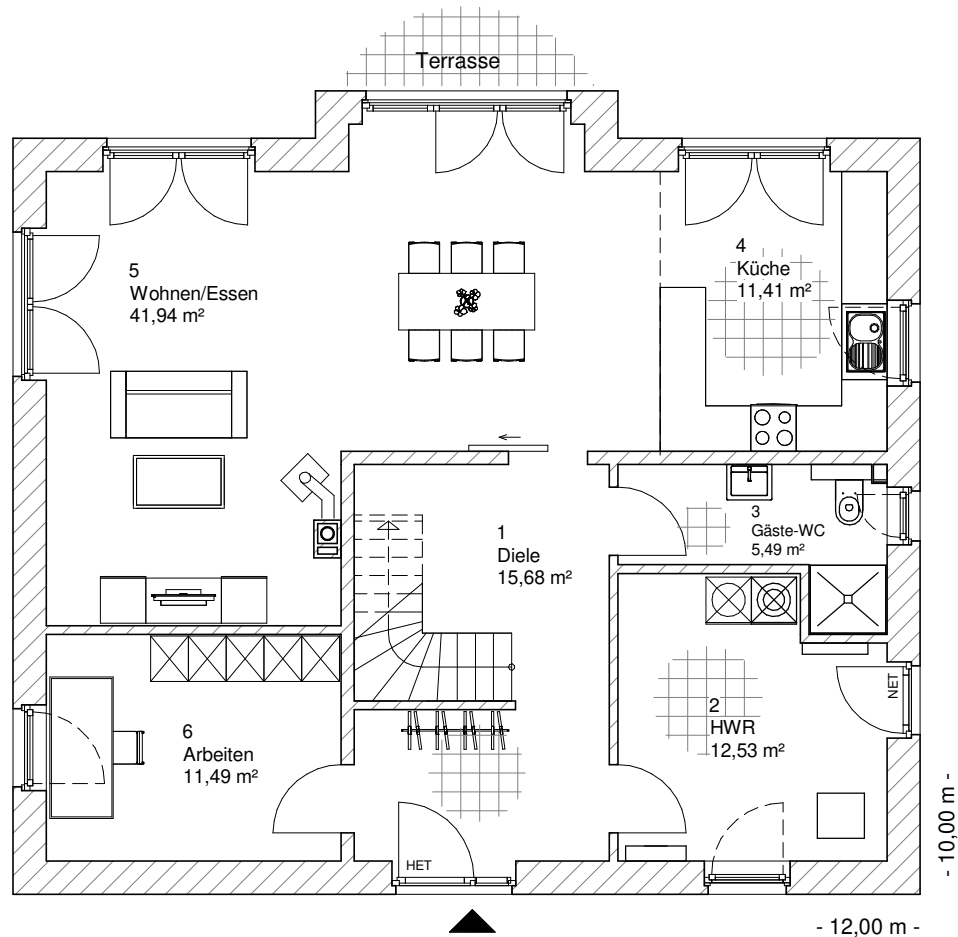 Terrasse
5
Wohnen/Essen
41,94 m²
4
Küche
11,41 m²
1
Diele
15,68 m²
3
Gäste-WC
5,49 m²
2
HWR
12,53 m²
NET
6
Arbeiten
11,49 m²
HET
- 10,00 m -
- 12,00 m -